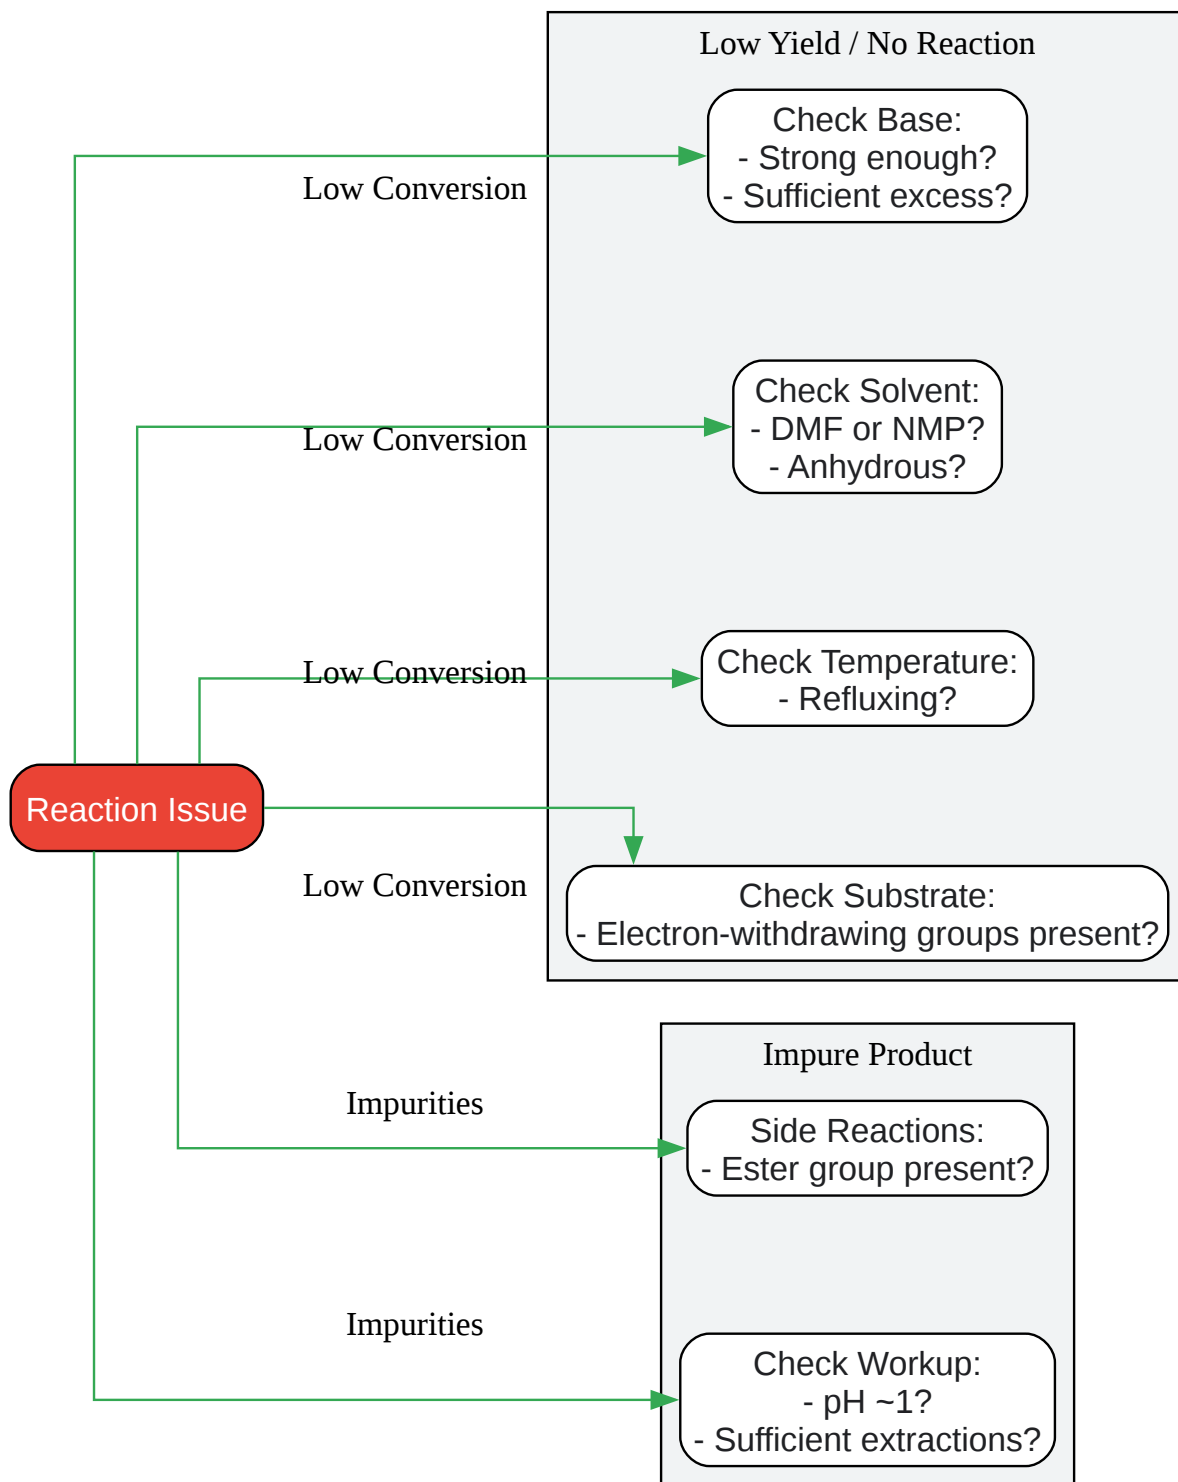 Low Yield / No Reaction
Check Base:
- Strong enough?
- Sufficient excess?
Low Conversion
Check Solvent:
- DMF or NMP?
- Anhydrous?
Low Conversion
Check Temperature:
- Refluxing?
Low Conversion
Reaction Issue
Low Conversion
Check Substrate:
- Electron-withdrawing groups present?
Impure Product
Impurities
Side Reactions:
- Ester group present?
Impurities
Check Workup:
- pH ~1?
- Sufficient extractions?